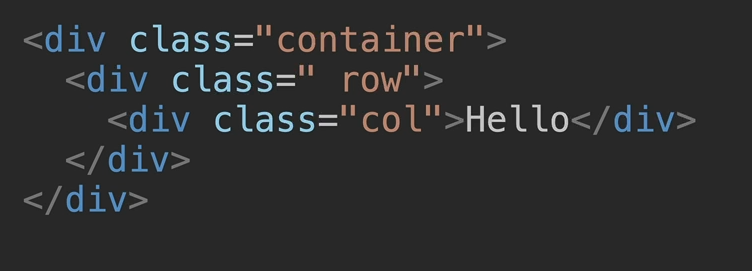 <div class="container">
  <div class=" row">
    <div class="col">Hello</div>
  </div>
</div>